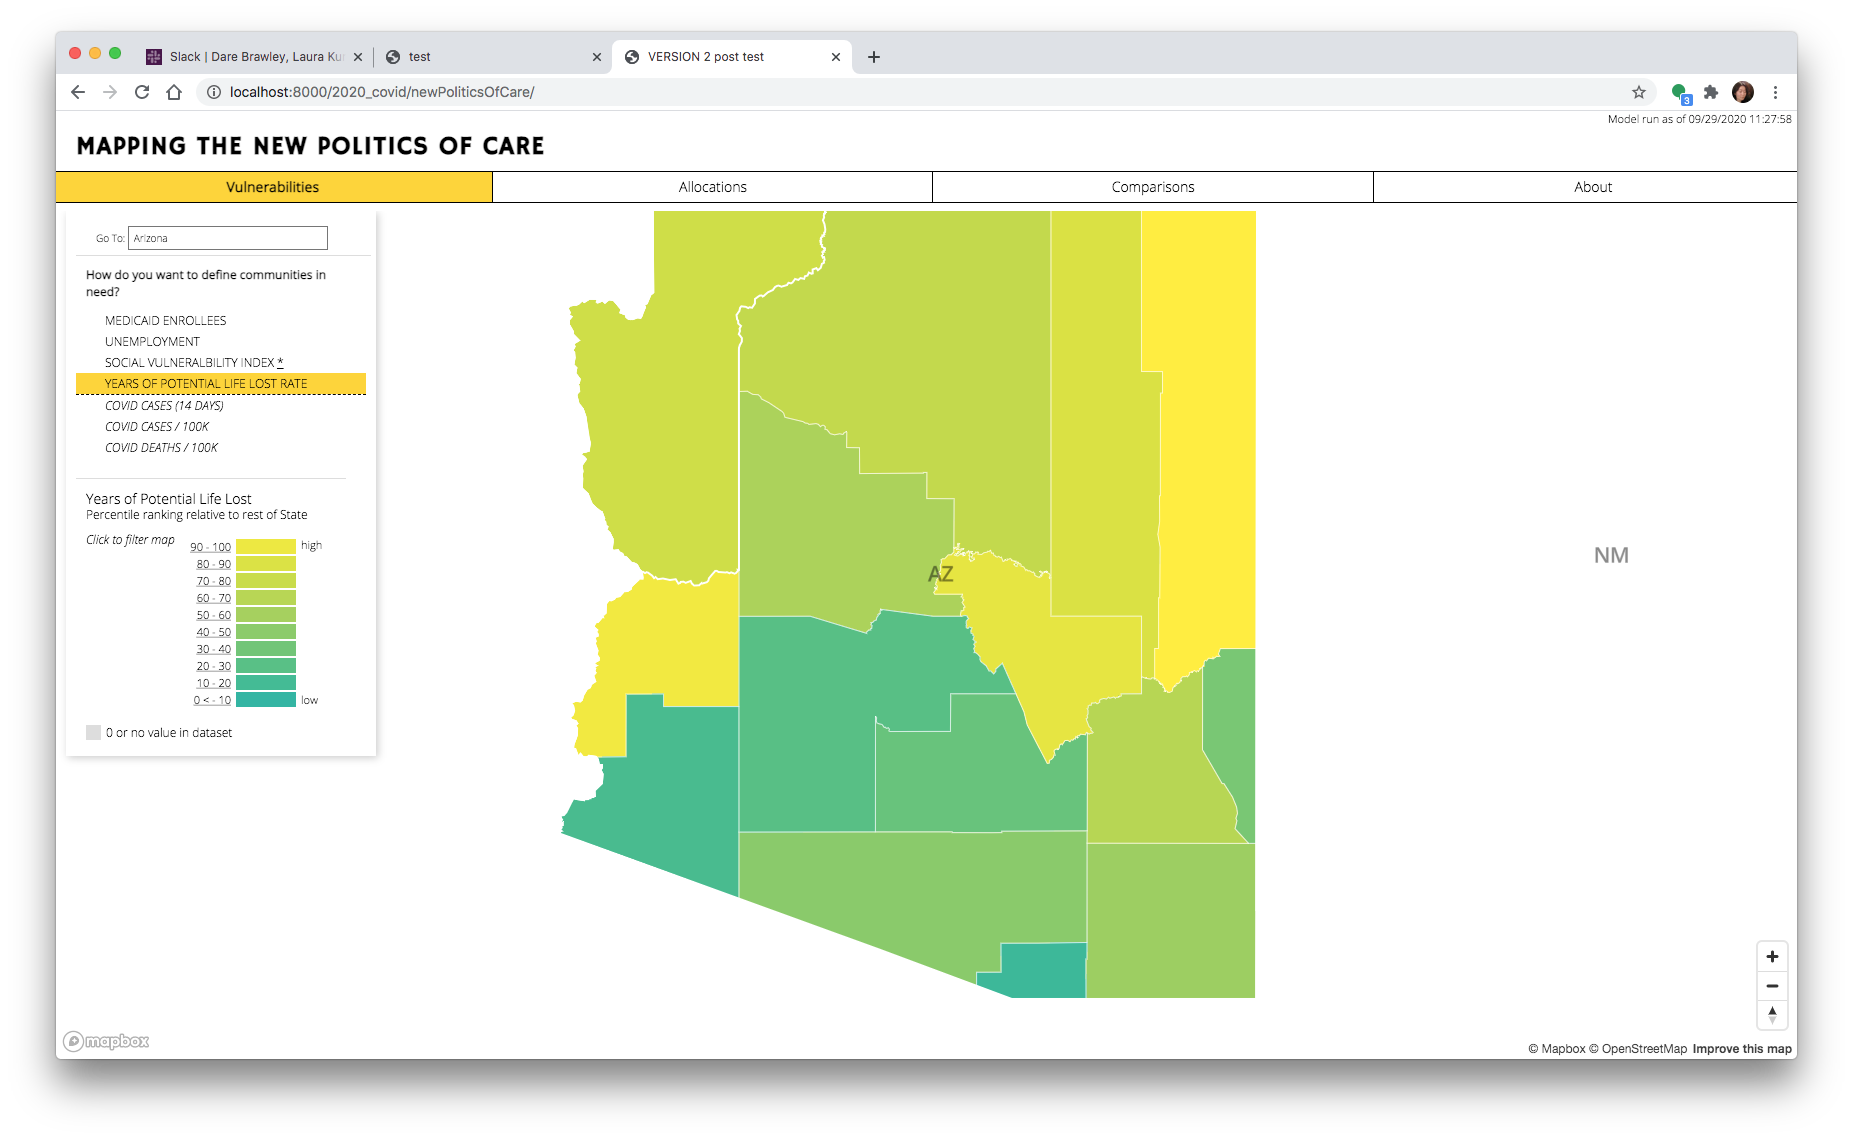 Slack | Dare Brawley, Laura Kur
test
VERSION 2 post test
localhost:8000/2020_covid/newPoliticsOfCare/
3
Model run as of 09/29/2020 11:27:58
MAPPING THE NEW POLITICS OF CARE
Vulnerabilities
Allocations
Comparisons
About
Go To: Arizona
How do you want to define communities in
need?
MEDICAID ENROLLEES
UNEMPLOYMENT
SOCIAL VULNERALBILITY INDEX *
YEARS OF POTENTIAL LIFE LOST RATE
COVID CASES (14 DAYS)
COVID CASES / 100K
COVID DEATHS / 100K
Years of Potential Life Lost
Percentile ranking relative to rest of State
Click to filter map
90 - 100 high
80 - 90
70 - 80
60 - 70
50 - 60
40 - 50
30 - 40
20 - 30
10 - 20
0 < - 10 low
0 or no value in dataset
AZ
NM
mapbox
© Mapbox © OpenStreetMap Improve this map